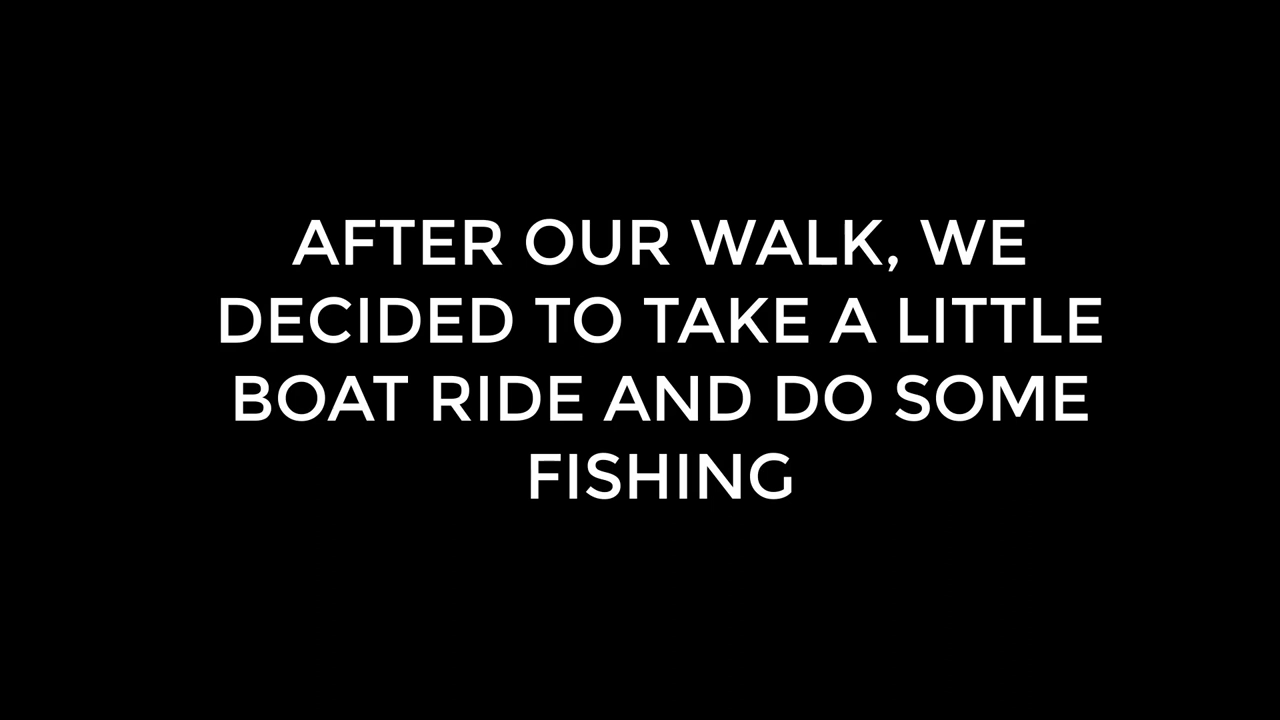 AFTER OUR WALK, WE
DECIDED TO TAKE A LITTLE
BOAT RIDE AND DO SOME
FISHING